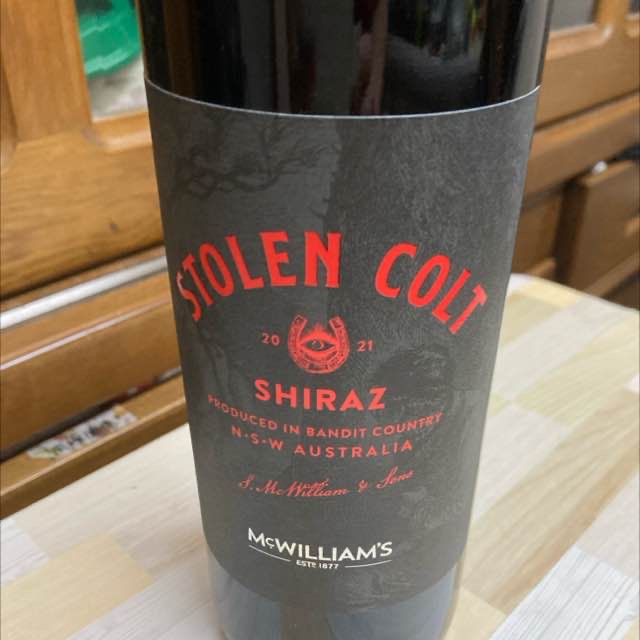 STOLEN COLT
20 21
SHIRAZ
PRODUCED IN BANDIT COUNTRY
N·S·W AUSTRALIA
S. McWilliam & Sons
McWILLIAM'S
ESTD 1877